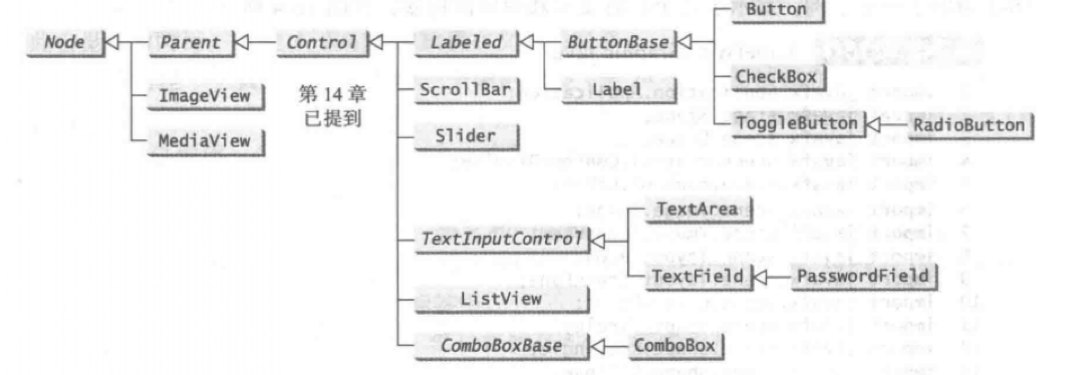 Button
Node
Parent
Control
Labeled
ButtonBase
ImageView
第 14 章
已提到
ScrollBar
Label
CheckBox
MediaView
Slider
ToggleButton
RadioButton
TextArea
TextInputControl
TextField
PasswordField
ListView
ComboBoxBase
ComboBox